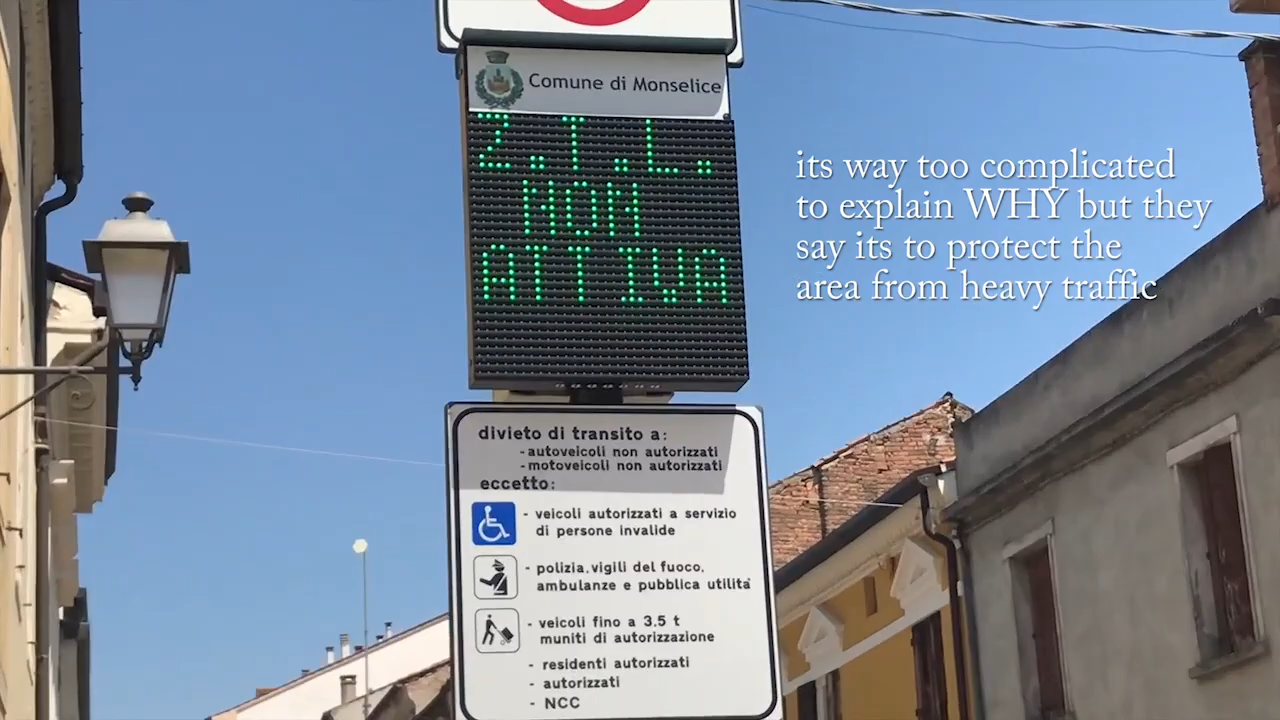 Comune di Monselice
Z.T.L.
NON
ATTIVA
its way too complicated
to explain WHY but they
say its to protect the
area from heavy traffic
divieto di transito a:
-autoveicoli non autorizzati
-motoveicoli non autorizzati
eccetto:
- veicoli autorizzati a servizio
di persone invalide
- polizia,vigili del fuoco,
ambulanze e pubblica utilità
- veicoli fino a 3.5 t
muniti di autorizzazione
- residenti autorizzati
- autorizzati
- NCC